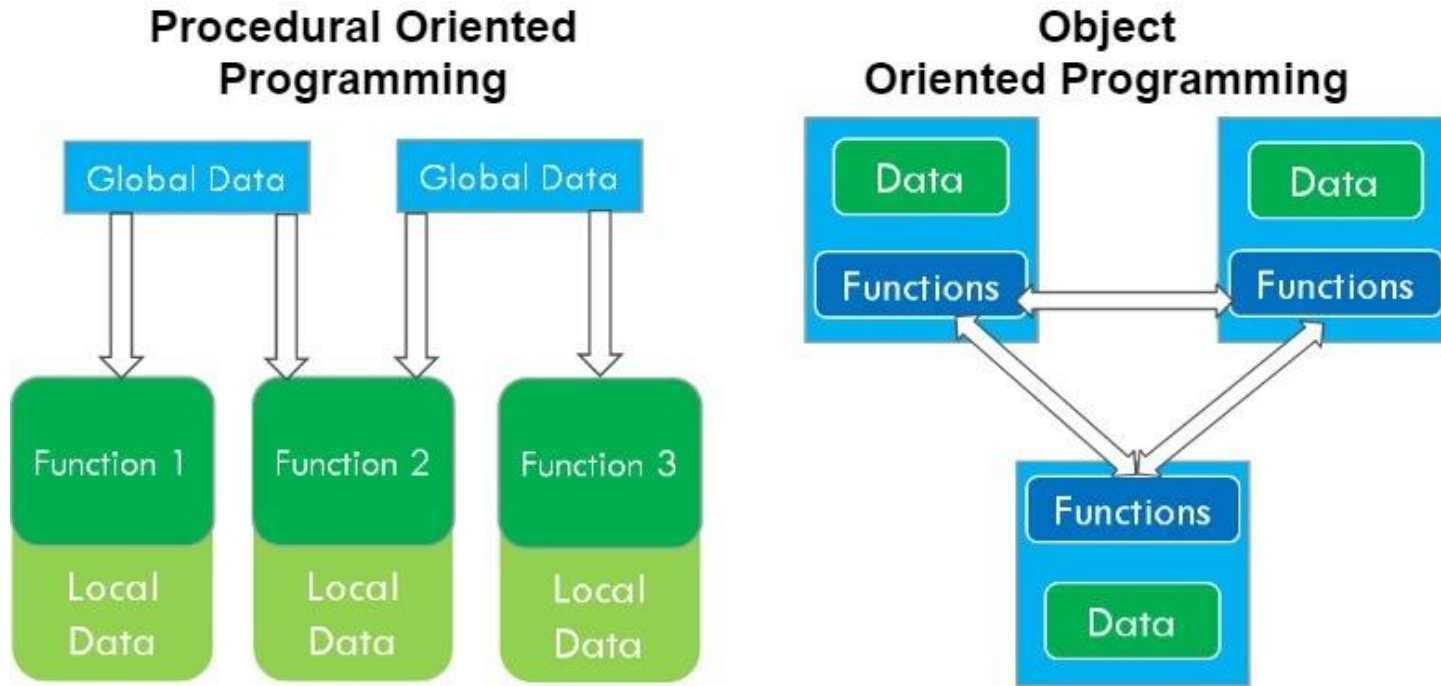 Procedural Oriented
Programming
Global Data
Global Data
Function 1
Function 2
Function 3
Local
Data
Local
Data
Local
Data
Object
Oriented Programming
Data
Data
Functions
Functions
Functions
Data